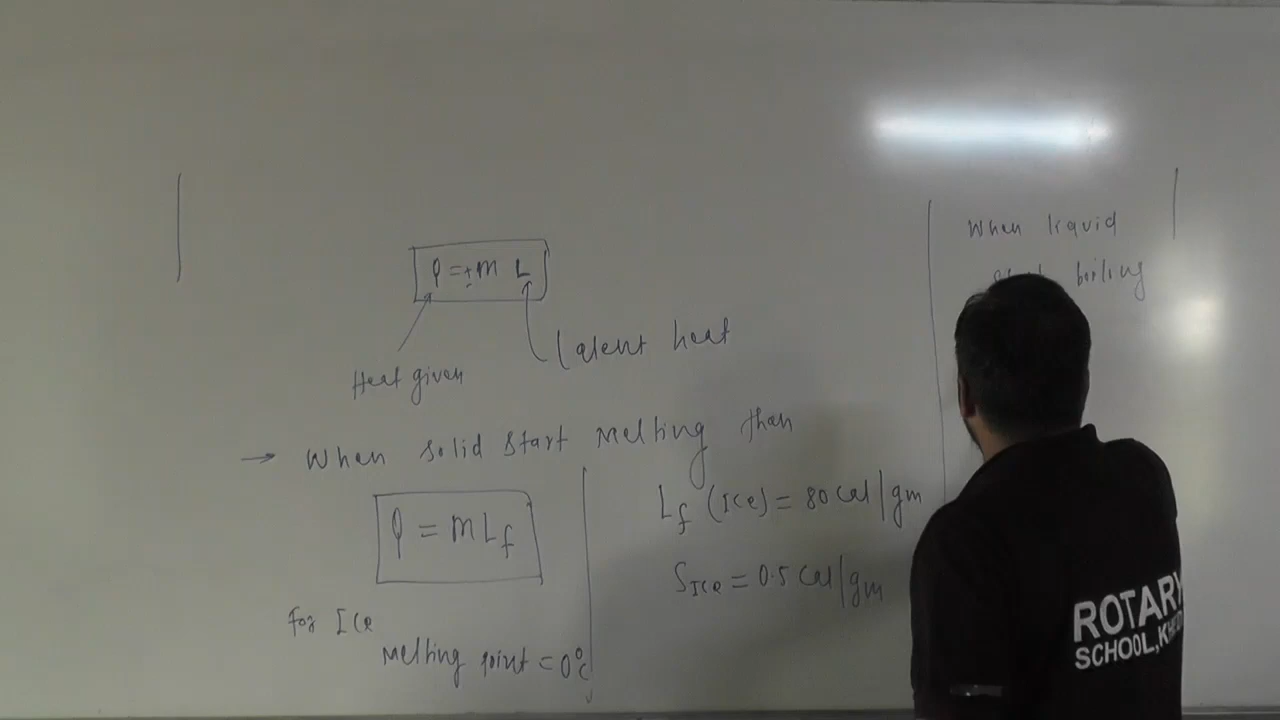 Q = ± m L
Latent heat
Heat given
→ When solid start melting than
Q = m Lf
For Ice
melting point = 0°C
Lf (Ice) = 80 cal/gm
SIce = 0.5 cal/gm
When liquid
boiling
ROTARY
SCHOOL,